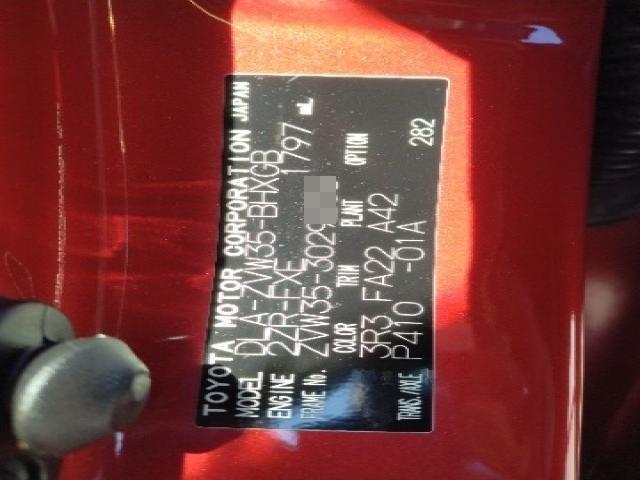 TOYOTA MOTOR CORPORATION JAPAN
MODEL DLA-ZVW35-BHXGB
ENGINE 2ZR-FXE 1797 mL
FRAME No. ZVW35-3029
COLOR TRIM PLANT OPTION
3R3 FA22 A42
TRANS./AXLE P410 -01A 282